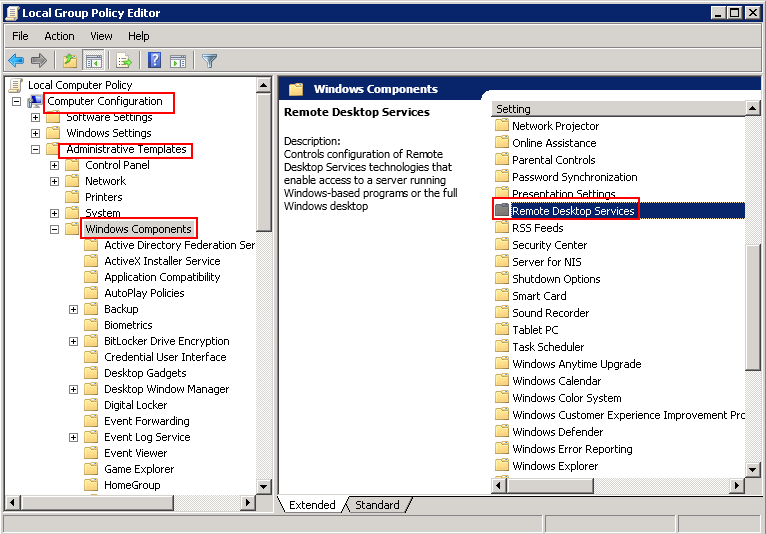 Local Group Policy Editor
File Action View Help
Local Computer Policy
Computer Configuration
Software Settings
Windows Settings
Administrative Templates
Control Panel
Network
Printers
System
Windows Components
Active Directory Federation Ser
ActiveX Installer Service
Application Compatibility
AutoPlay Policies
Backup
Biometrics
BitLocker Drive Encryption
Credential User Interface
Desktop Gadgets
Desktop Window Manager
Digital Locker
Event Forwarding
Event Log Service
Event Viewer
Game Explorer
HomeGroup
Windows Components
Remote Desktop Services
Description:
Controls configuration of Remote
Desktop Services technologies that
enable access to a server running
Windows-based programs or the full
Windows desktop
Setting
Network Projector
Online Assistance
Parental Controls
Password Synchronization
Presentation Settings
Remote Desktop Services
RSS Feeds
Security Center
Server for NIS
Shutdown Options
Smart Card
Sound Recorder
Tablet PC
Task Scheduler
Windows Anytime Upgrade
Windows Calendar
Windows Color System
Windows Customer Experience Improvement Pro
Windows Defender
Windows Error Reporting
Windows Explorer
Extended Standard